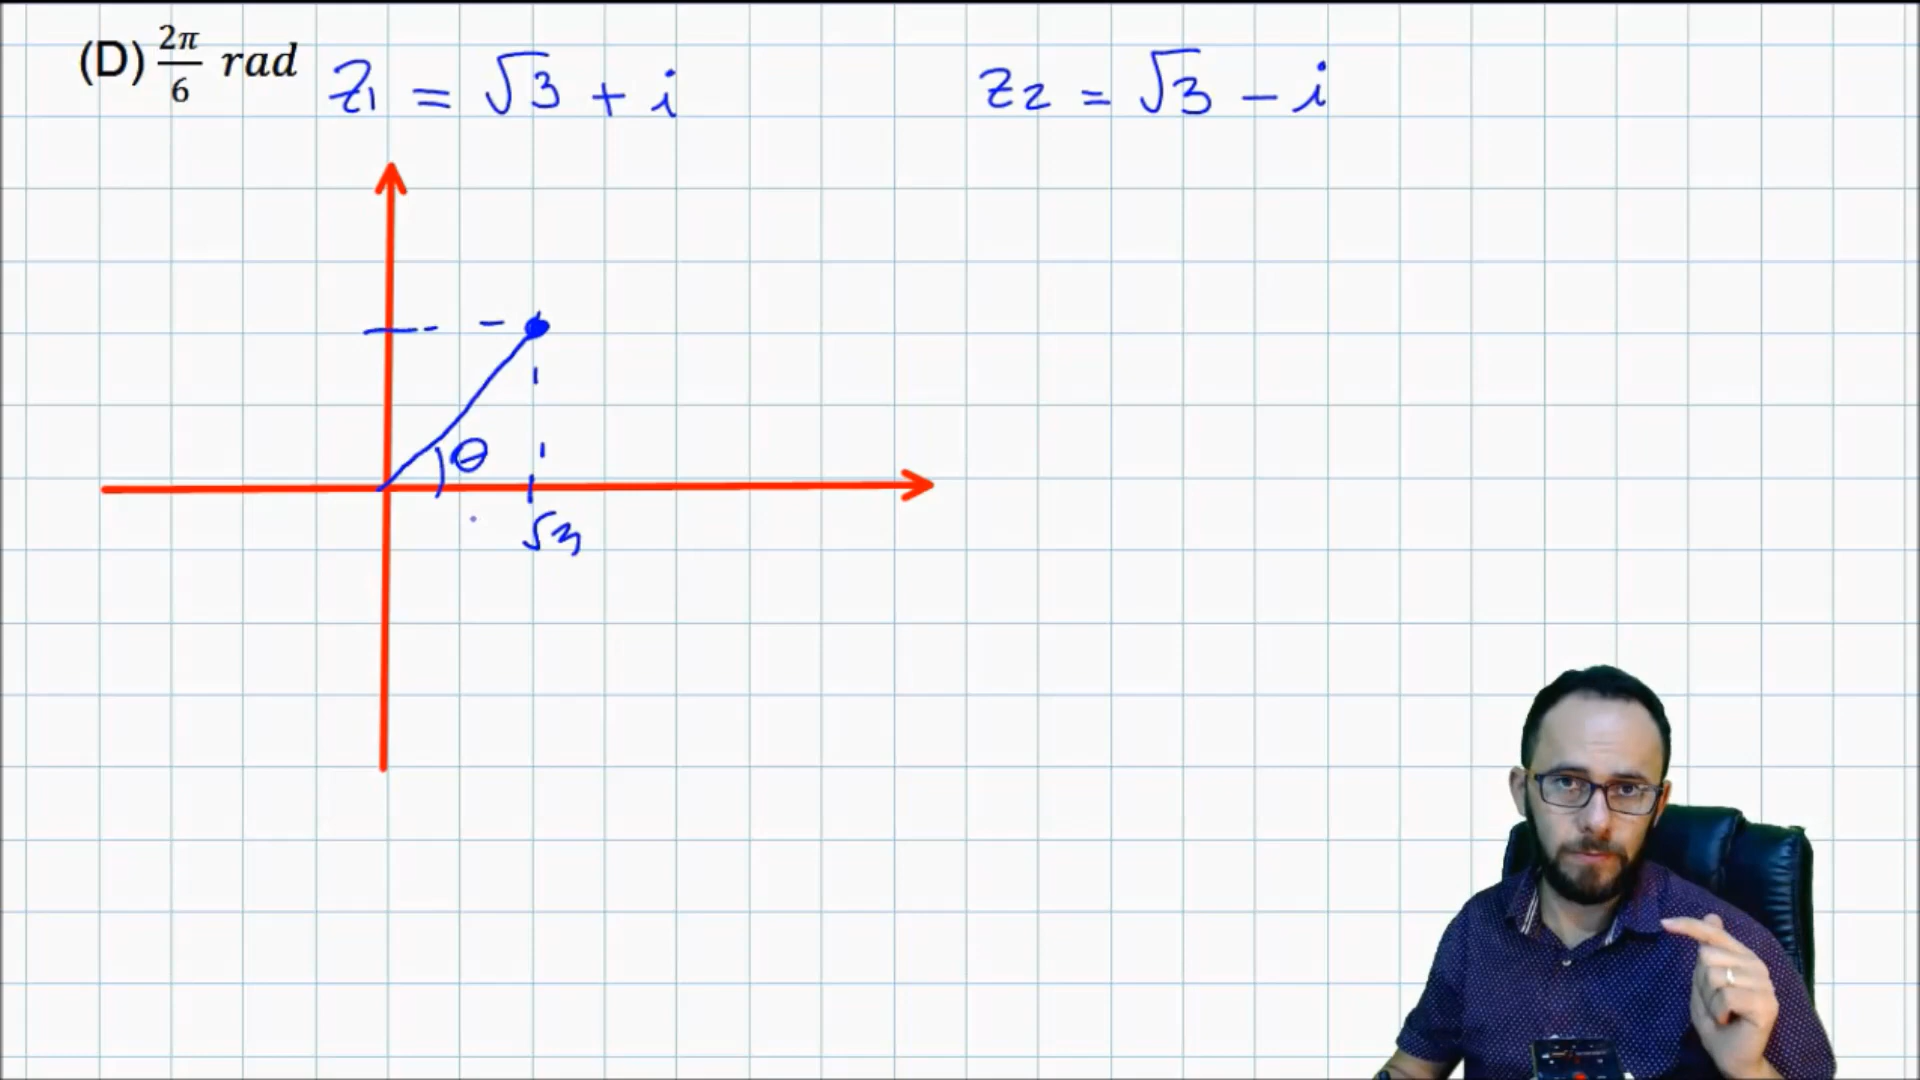 (D) 2π/6 rad
Z1 = √3 + i
Z2 = √3 - i
θ
√3